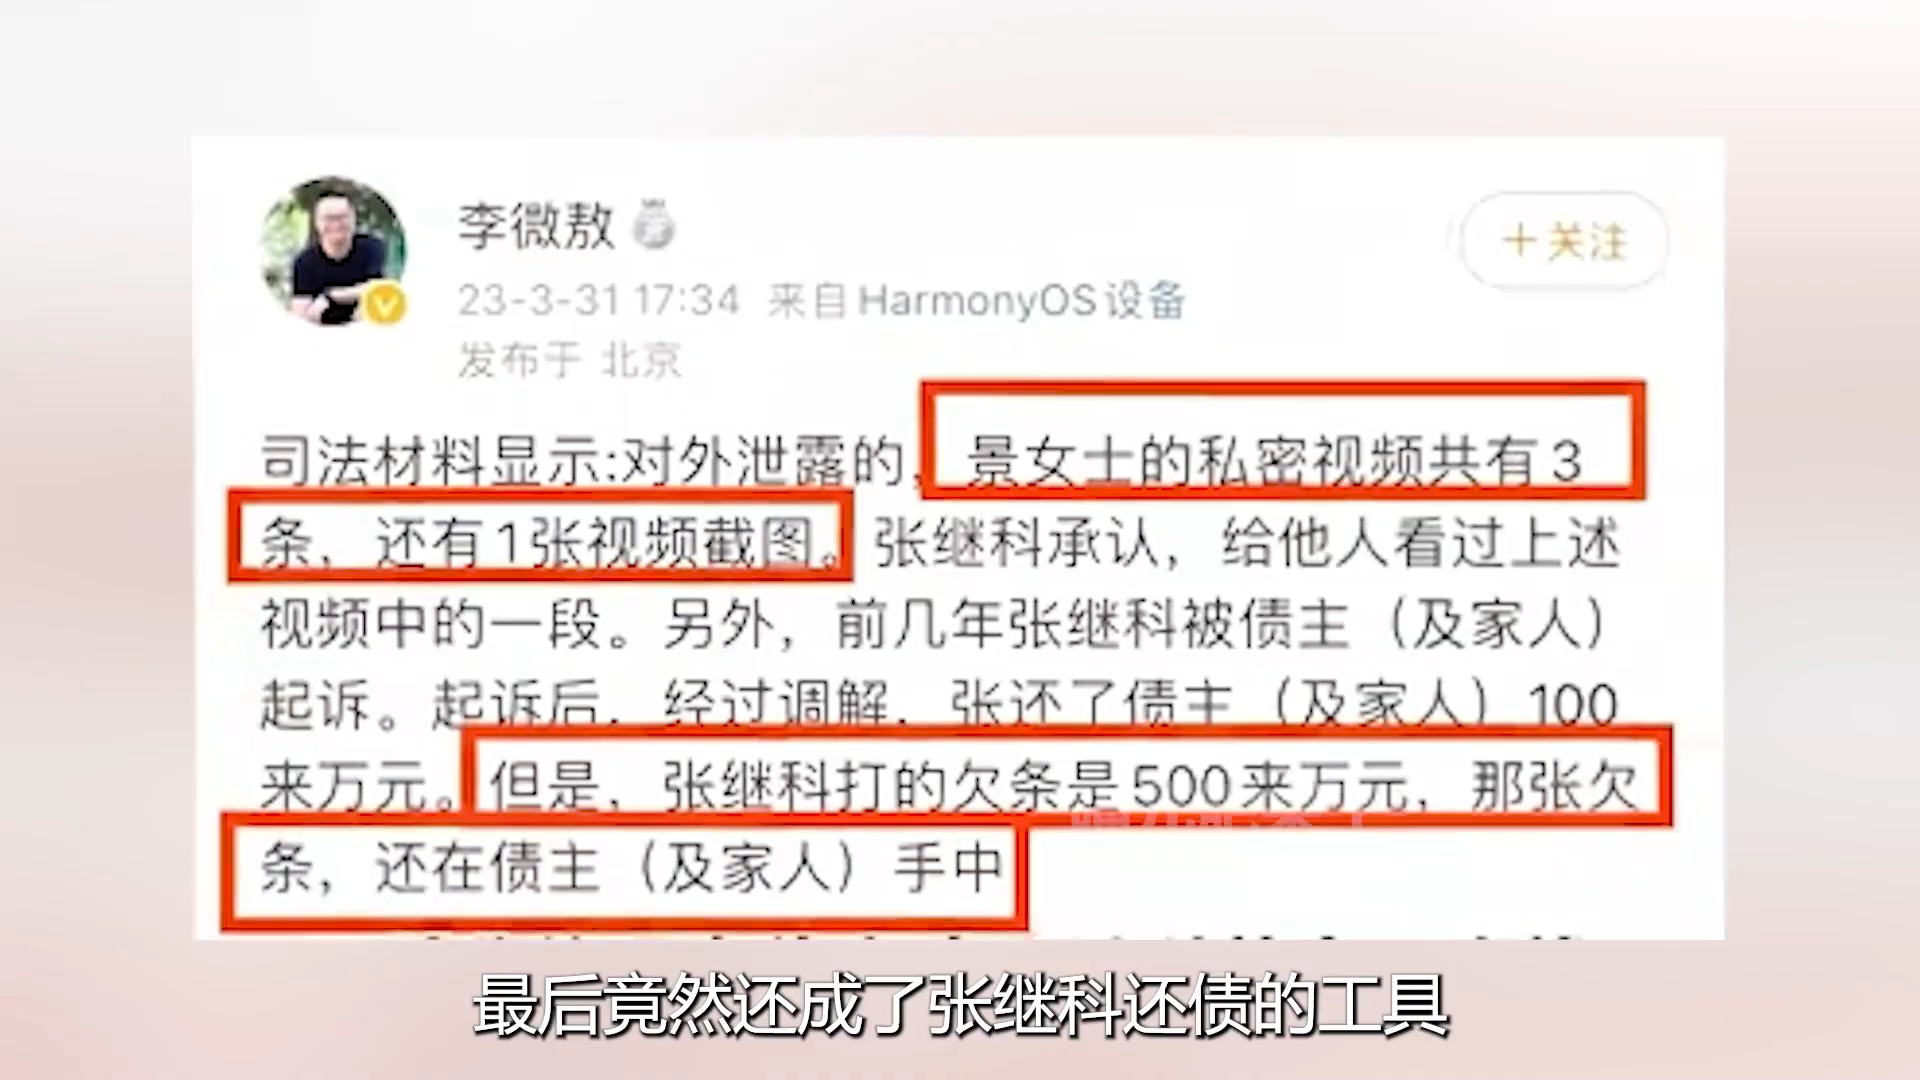 李微敖
23-3-31 17:34 来自 HarmonyOS设备
发布于 北京
+关注
司法材料显示:对外泄露的，景女士的私密视频共有3
条，还有1张视频截图。张继科承认，给他人看过上述
视频中的一段。另外，前几年张继科被债主（及家人）
起诉。起诉后，经过调解，张还了债主（及家人）100
来万元。但是，张继科打的欠条是500来万元，那张欠
条，还在债主（及家人）手中
最后竟然还成了张继科还债的工具